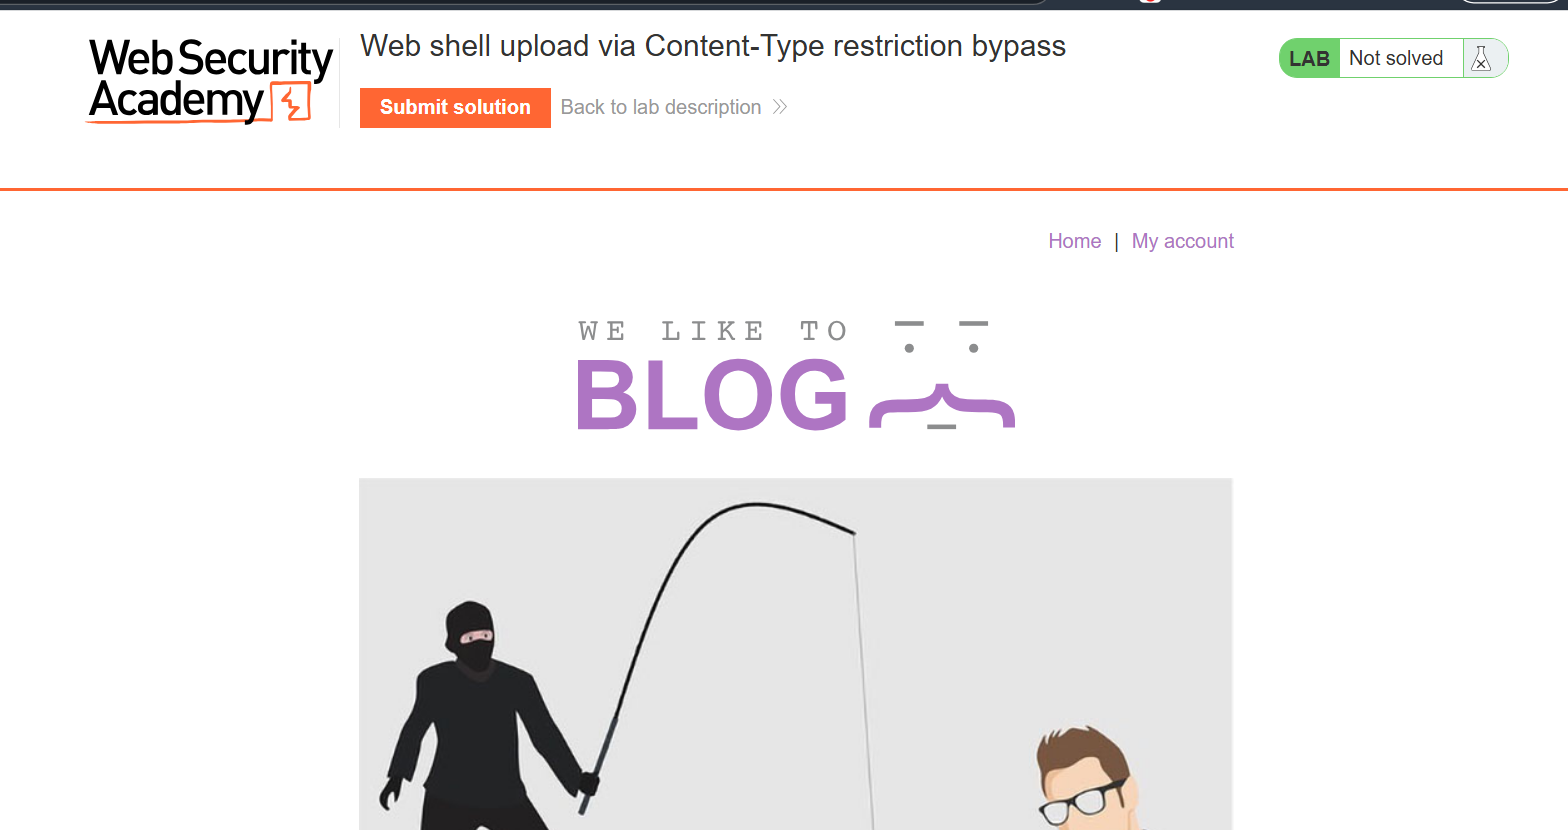 Web Security
Academy
Web shell upload via Content-Type restriction bypass
Submit solution
Back to lab description
LAB
Not solved
Home | My account
WE LIKE TO
BLOG